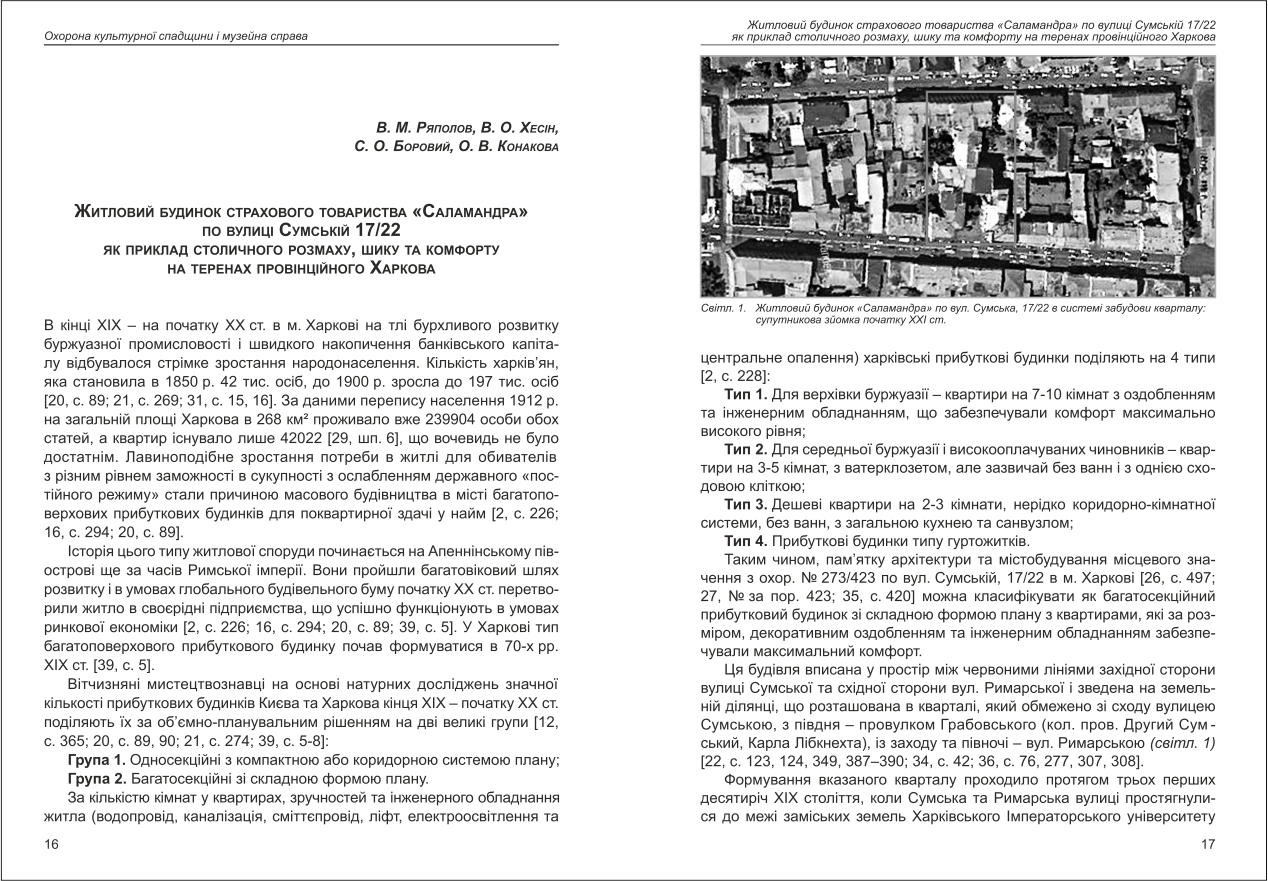 Охорона культурної спадщини і музейна справа
В. М. Ряполов, В. О. Хесін,
С. О. Боровий, О. В. Конакова
Житловий будинок страхового товариства «Саламандра»
по вулиці Сумській 17/22
як приклад столичного розмаху, шику та комфорту
на теренах провінційного Харкова
В кінці XIX – на початку XX ст. в м. Харкові на тлі бурхливого розвитку
буржуазної промисловості і швидкого накопичення банківського капіта-
лу відбувалося стрімке зростання народонаселення. Кількість харків’ян,
яка становила в 1850 р. 42 тис. осіб, до 1900 р. зросла до 197 тис. осіб
[20, с. 89; 21, с. 269; 31, с. 15, 16]. За даними перепису населення 1912 р.
на загальній площі Харкова в 268 км² проживало вже 239904 особи обох
статей, а квартир існувало лише 42022 [29, шп. 6], що вочевидь не було
достатнім. Лавиноподібне зростання потреби в житлі для обивателів
з різним рівнем заможності в сукупності з ослабленням державного «пос-
тійного режиму» стали причиною масового будівництва в місті багатопо-
верхових прибуткових будинків для поквартирної здачі у найм [2, с. 226;
16, с. 294; 20, с. 89].
Історія цього типу житлової споруди починається на Апеннінському пів-
острові ще за часів Римської імперії. Вони пройшли багатовіковий шлях
розвитку і в умовах глобального будівельного буму початку XX ст. перетво-
рили житло в своєрідні підприємства, що успішно функціонують в умовах
ринкової економіки [2, с. 226; 16, с. 294; 20, с. 89; 39, с. 5]. У Харкові тип
багатоповерхового прибуткового будинку почав формуватися в 70-х рр.
XIX ст. [39, с. 5].
Вітчизняні мистецтвознавці на основі натурних досліджень значної
кількості прибуткових будинків Києва та Харкова кінця XIX – початку XX ст.
поділяють їх за об’ємно-планувальним рішенням на дві великі групи [12,
с. 365; 20, с. 89, 90; 21, с. 274; 39, с. 5-8]:
Група 1. Односекційні з компактною або коридорною системою плану;
Група 2. Багатосекційні зі складною формою плану.
За кількістю кімнат у квартирах, зручностей та інженерного обладнання
житла (водопровід, каналізація, сміттєпровід, ліфт, електроосвітлення та
16
Житловий будинок страхового товариства «Саламандра» по вулиці Сумській 17/22
як приклад столичного розмаху, шику та комфорту на теренах провінційного Харкова
Світл. 1. Житловий будинок «Саламандра» по вул. Сумська, 17/22 в системі забудови кварталу:
супутникова зйомка початку XXI ст.
центральне опалення) харківські прибуткові будинки поділяють на 4 типи
[2, с. 228]:
Тип 1. Для верхівки буржуазії – квартири на 7-10 кімнат з оздобленням
та інженерним обладнанням, що забезпечували комфорт максимально
високого рівня;
Тип 2. Для середньої буржуазії і високооплачуваних чиновників – квар-
тири на 3-5 кімнат, з ватерклозетом, але зазвичай без ванн і з однією схо-
довою кліткою;
Тип 3. Дешеві квартири на 2-3 кімнати, нерідко коридорно-кімнатної
системи, без ванн, з загальною кухнею та санвузлом;
Тип 4. Прибуткові будинки типу гуртожитків.
Таким чином, пам’ятку архітектури та містобудування місцевого зна-
чення з охор. № 273/423 по вул. Сумській, 17/22 в м. Харкові [26, с. 497;
27, № за пор. 423; 35, с. 420] можна класифікувати як багатосекційний
прибутковий будинок зі складною формою плану з квартирами, які за роз-
міром, декоративним оздобленням та інженерним обладнанням забезпе-
чували максимальний комфорт.
Ця будівля вписана у простір між червоними лініями західної сторони
вулиці Сумської та східної сторони вул. Римарської і зведена на земель-
ній ділянці, що розташована в кварталі, який обмежено зі сходу вулицею
Сумською, з півдня – провулком Грабовського (кол. пров. Другий Сум -
ський, Карла Лібкнехта), із заходу та півночі – вул. Римарською (світл. 1)
[22, с. 123, 124, 349, 387–390; 34, с. 42; 36, с. 76, 277, 307, 308].
Формування вказаного кварталу проходило протягом трьох перших
десятиріч XIX століття, коли Сумська та Римарська вулиці простягнули-
ся до межі заміських земель Харківського Імператорського університету
17